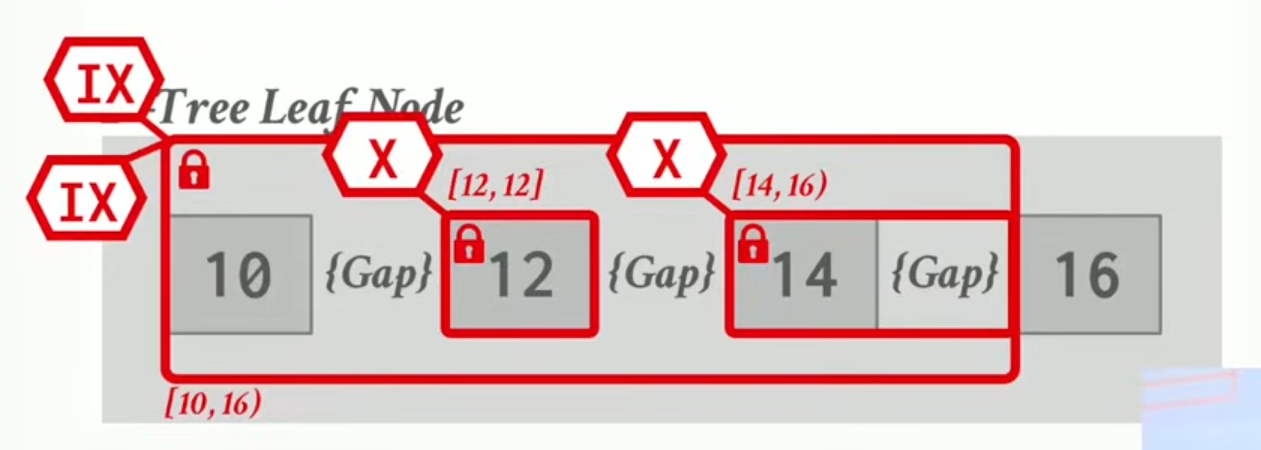 IX
-Tree Leaf Node
X
X
IX
[12, 12]
[14, 16)
10 {Gap} 12 {Gap} 14 {Gap} 16
[10, 16)